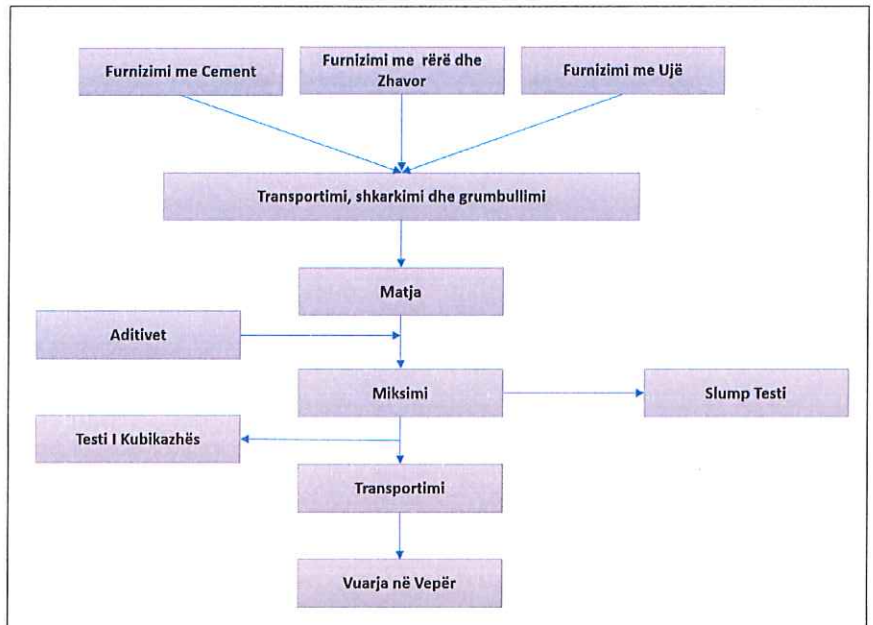 Furnizimi me Cement
Furnizimi me rërë dhe
Zhavor
Furnizimi me Ujë
Transportimi, shkarkimi dhe grumbullimi
Matja
Aditivet
Miksimi
Slump Testi
Testi I Kubikazhës
Transportimi
Vuarja në Vepër